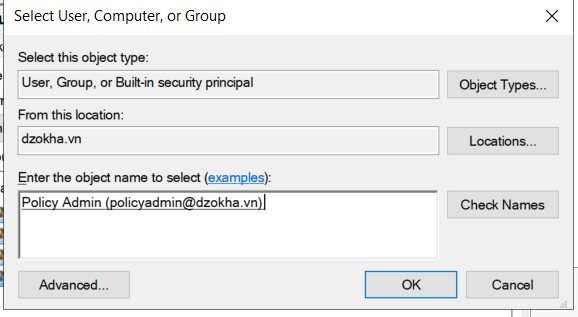 Select User, Computer, or Group
Select this object type:
User, Group, or Built-in security principal
Object Types...
From this location:
dzokha.vn
Locations...
Enter the object name to select (examples):
Policy Admin (policyadmin@dzokha.vn)
Check Names
Advanced...
OK
Cancel